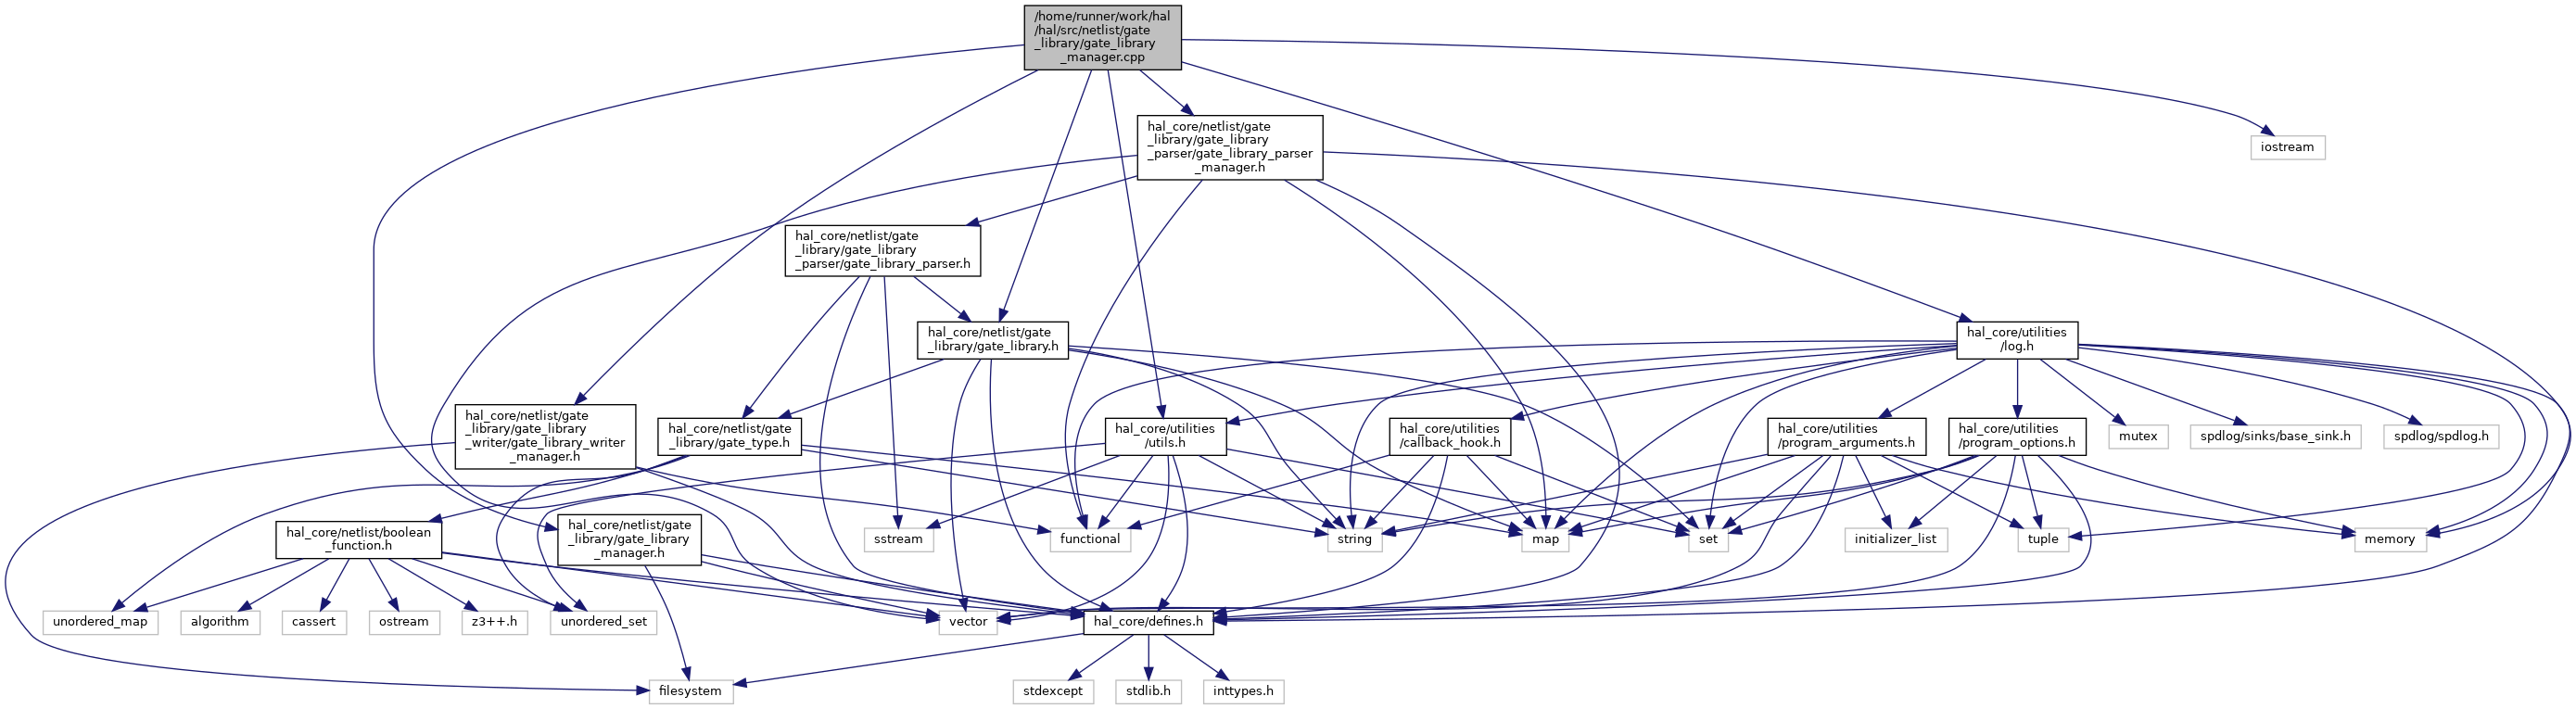 /home/runner/work/hal
/hal/src/netlist/gate
_library/gate_library
_manager.cpp
hal_core/netlist/gate
_library/gate_library
_parser/gate_library_parser
_manager.h
iostream
hal_core/netlist/gate
_library/gate_library
_parser/gate_library_parser.h
hal_core/netlist/gate
_library/gate_library.h
hal_core/utilities
/log.h
hal_core/netlist/gate
_library/gate_library
_writer/gate_library_writer
_manager.h
hal_core/netlist/gate
_library/gate_type.h
hal_core/utilities
/utils.h
hal_core/utilities
/callback_hook.h
hal_core/utilities
/program_arguments.h
hal_core/utilities
/program_options.h
mutex
spdlog/sinks/base_sink.h
spdlog/spdlog.h
hal_core/netlist/boolean
_function.h
hal_core/netlist/gate
_library/gate_library
_manager.h
sstream
functional
string
map
set
initializer_list
tuple
memory
unordered_map
algorithm
cassert
ostream
z3++.h
unordered_set
vector
hal_core/defines.h
filesystem
stdexcept
stdlib.h
inttypes.h